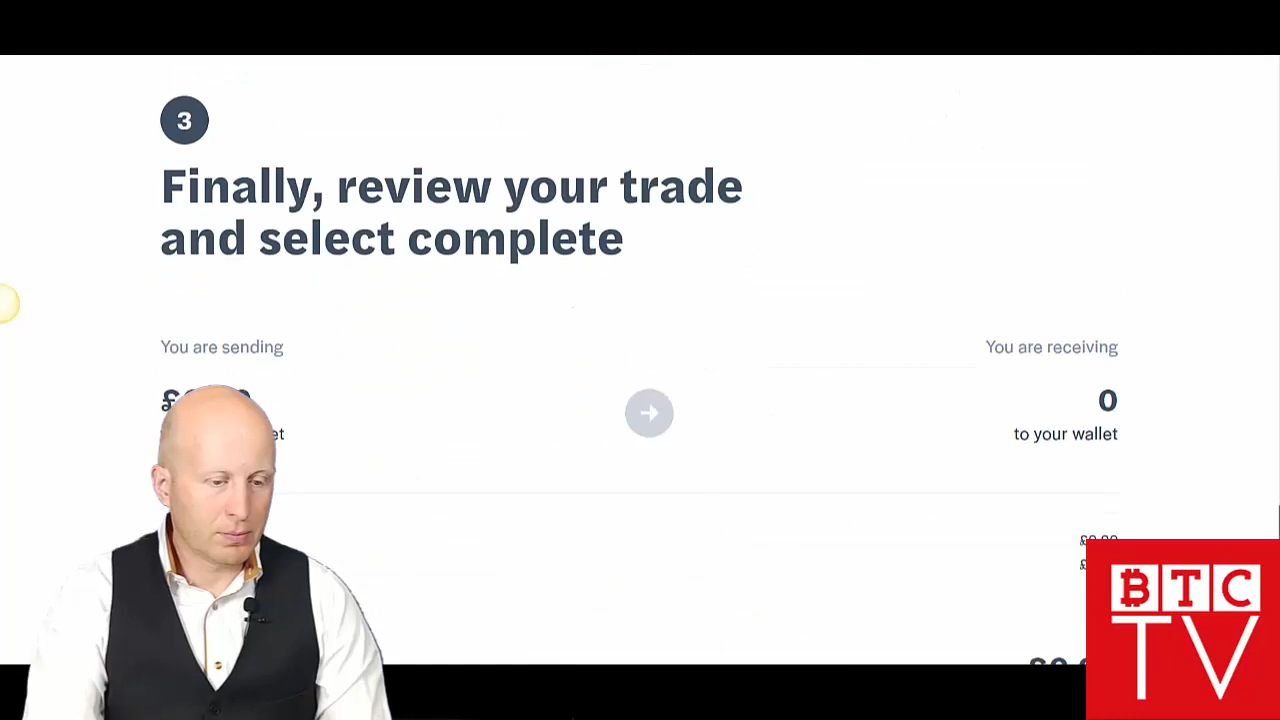 3
Finally, review your trade
and select complete
You are sending
You are receiving
0
to your wallet
BTC
TV